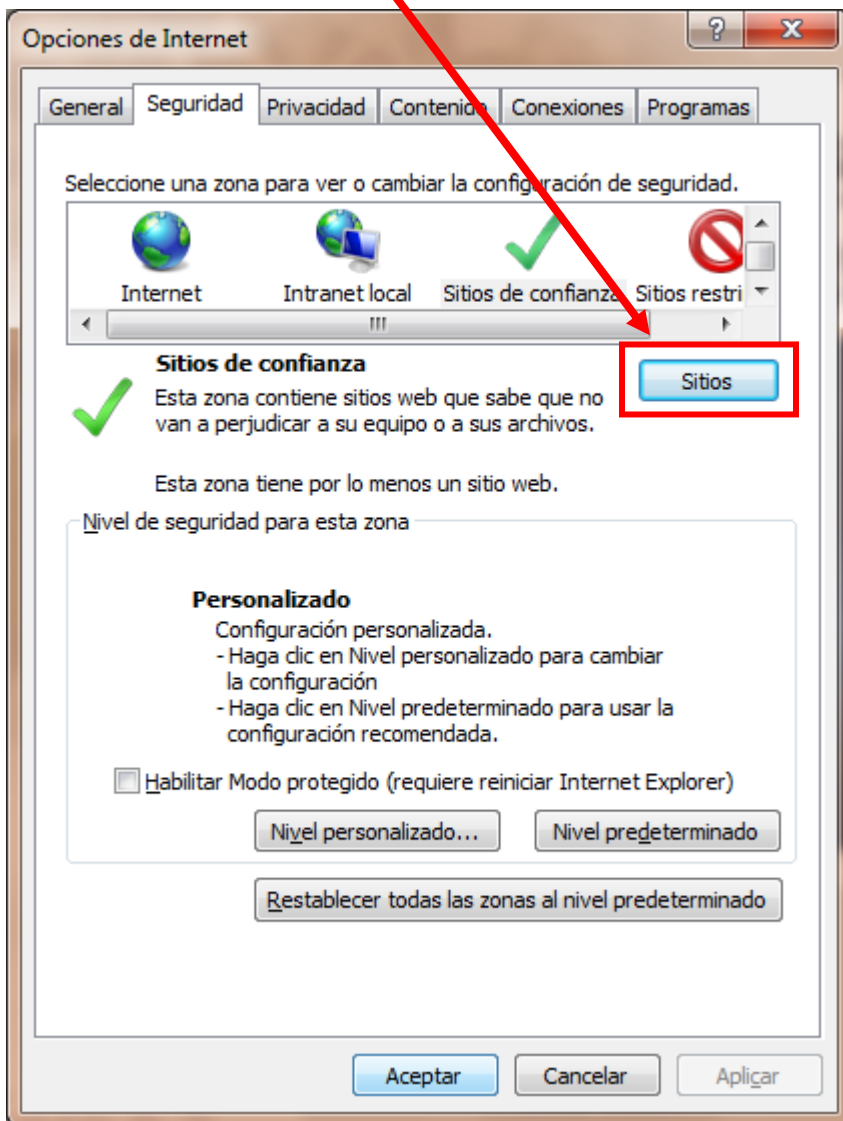 Opciones de Internet
General Seguridad Privacidad Contenido Conexiones Programas
Seleccione una zona para ver o cambiar la configuración de seguridad.
Internet Intranet local Sitios de confianza Sitios restri
Sitios de confianza
Sitios
Esta zona contiene sitios web que sabe que no
van a perjudicar a su equipo o a sus archivos.
Esta zona tiene por lo menos un sitio web.
Nivel de seguridad para esta zona
Personalizado
Configuración personalizada.
- Haga clic en Nivel personalizado para cambiar
la configuración
- Haga clic en Nivel predeterminado para usar la
configuración recomendada.
Habilitar Modo protegido (requiere reiniciar Internet Explorer)
Nivel personalizado... Nivel predeterminado
Restablecer todas las zonas al nivel predeterminado
Aceptar Cancelar Aplicar